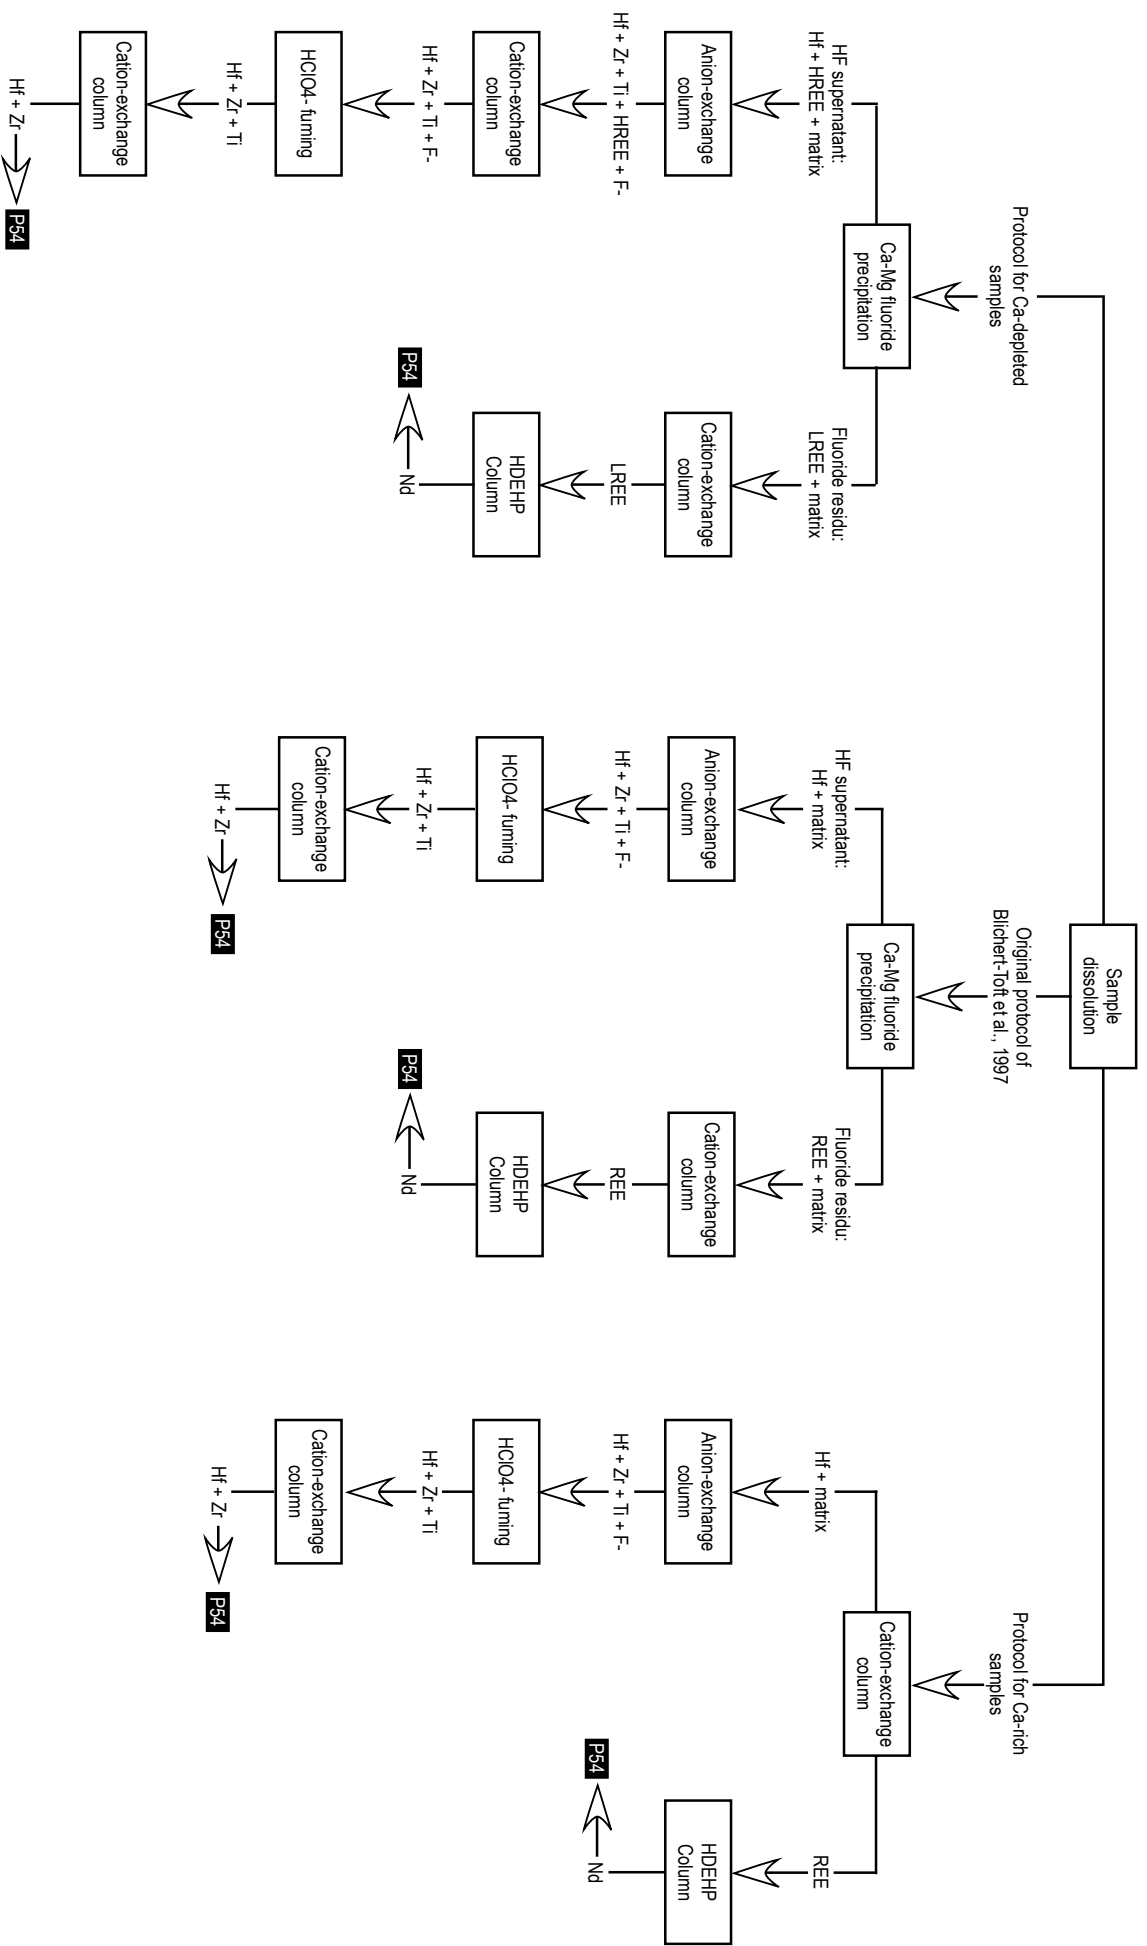 Sample
dissolution
Protocol for Ca-depleted
samples
Ca-Mg fluoride
precipitation
HF supernatant:
Hf + HREE + matrix
Anion-exchange
column
Hf + Zr + Ti + HREE + F-
Cation-exchange
column
Hf + Zr + Ti + F-
HClO4- fuming
Hf + Zr + Ti
Cation-exchange
column
Hf + Zr
P54
Fluoride residu:
LREE + matrix
Cation-exchange
column
LREE
HDEHP
Column
Nd
P54
Original protocol of
Blichert-Toft et al., 1997
Ca-Mg fluoride
precipitation
HF supernatant:
Hf + matrix
Anion-exchange
column
Hf + Zr + Ti + F-
HClO4- fuming
Hf + Zr + Ti
Cation-exchange
column
Hf + Zr
P54
Fluoride residu:
REE + matrix
Cation-exchange
column
REE
HDEHP
Column
Nd
P54
Protocol for Ca-rich
samples
Cation-exchange
column
Hf + matrix
Anion-exchange
column
Hf + Zr + Ti + F-
HClO4- fuming
Hf + Zr + Ti
Cation-exchange
column
Hf + Zr
P54
REE
HDEHP
Column
Nd
P54